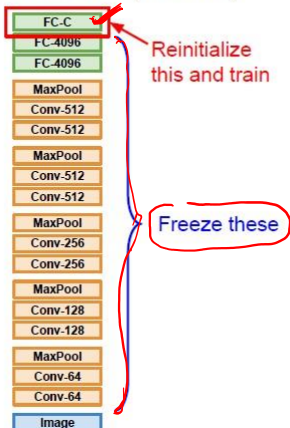 FC-C
FC-4096
FC-4096
Reinitialize
this and train
MaxPool
Conv-512
Conv-512
MaxPool
Conv-512
Conv-512
MaxPool
Conv-256
Conv-256
Freeze these
MaxPool
Conv-128
Conv-128
MaxPool
Conv-64
Conv-64
Image